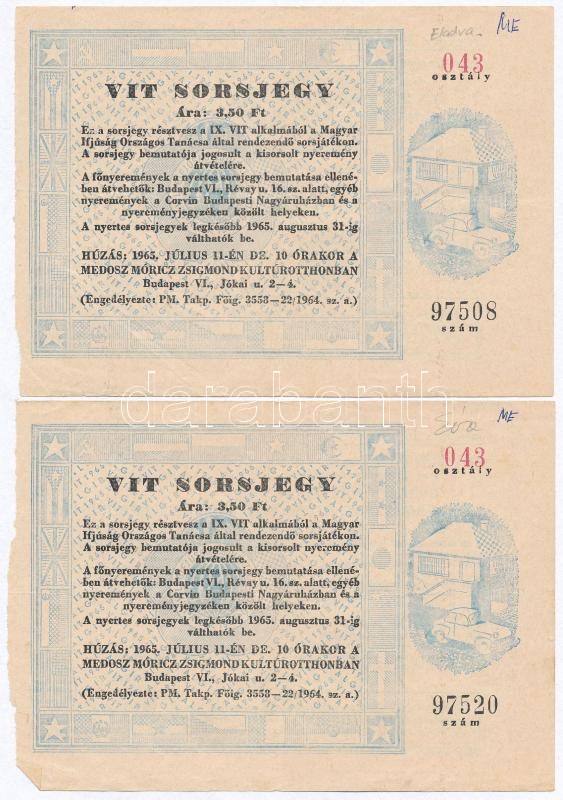 Eladva. ME
043
osztály
VIT SORSJEGY
Ára: 3,50 Ft
Ez a sorsjegy résztvesz a IX. VIT alkalmából a Magyar
Ifjúság Országos Tanácsa által rendezendő sorsjátékon.
A sorsjegy bemutatója jogosult a kisorsolt nyeremény
átvételére.
A főnyeremények a nyertes sorsjegy bemutatása ellené-
ben átvehetők: Budapest VI., Révay u. 16. sz. alatt, egyéb
nyeremények a Corvin Budapesti Nagyáruházban és a
nyereményjegyzéken közölt helyeken.
A nyertes sorsjegyek legkésőbb 1965. augusztus 31-ig
válthatók be.
HÚZÁS: 1965. JÚLIUS 11-ÉN DE. 10 ÓRAKOR A
MEDOSZ MÓRICZ ZSIGMOND KULTÚROTTHONBAN
Budapest VI., Jókai u. 2—4.
(Engedélyezte: PM. Takp. Főig. 3553—22/1964. sz. a.)
97508
szám
darabanth
Éva ME
043
osztály
VIT SORSJEGY
Ára: 3,50 Ft
Ez a sorsjegy résztvesz a IX. VIT alkalmából a Magyar
Ifjúság Országos Tanácsa által rendezendő sorsjátékon.
A sorsjegy bemutatója jogosult a kisorsolt nyeremény
átvételére.
A főnyeremények a nyertes sorsjegy bemutatása ellené-
ben átvehetők: Budapest VI., Révay u. 16. sz. alatt, egyéb
nyeremények a Corvin Budapesti Nagyáruházban és a
nyereményjegyzéken közölt helyeken.
A nyertes sorsjegyek legkésőbb 1965. augusztus 31-ig
válthatók be.
HÚZÁS: 1965. JÚLIUS 11-ÉN DE. 10 ÓRAKOR A
MEDOSZ MÓRICZ ZSIGMOND KULTÚROTTHONBAN
Budapest VI., Jókai u. 2—4.
(Engedélyezte: PM. Takp. Főig. 3553—22/1964. sz. a.)
97520
szám